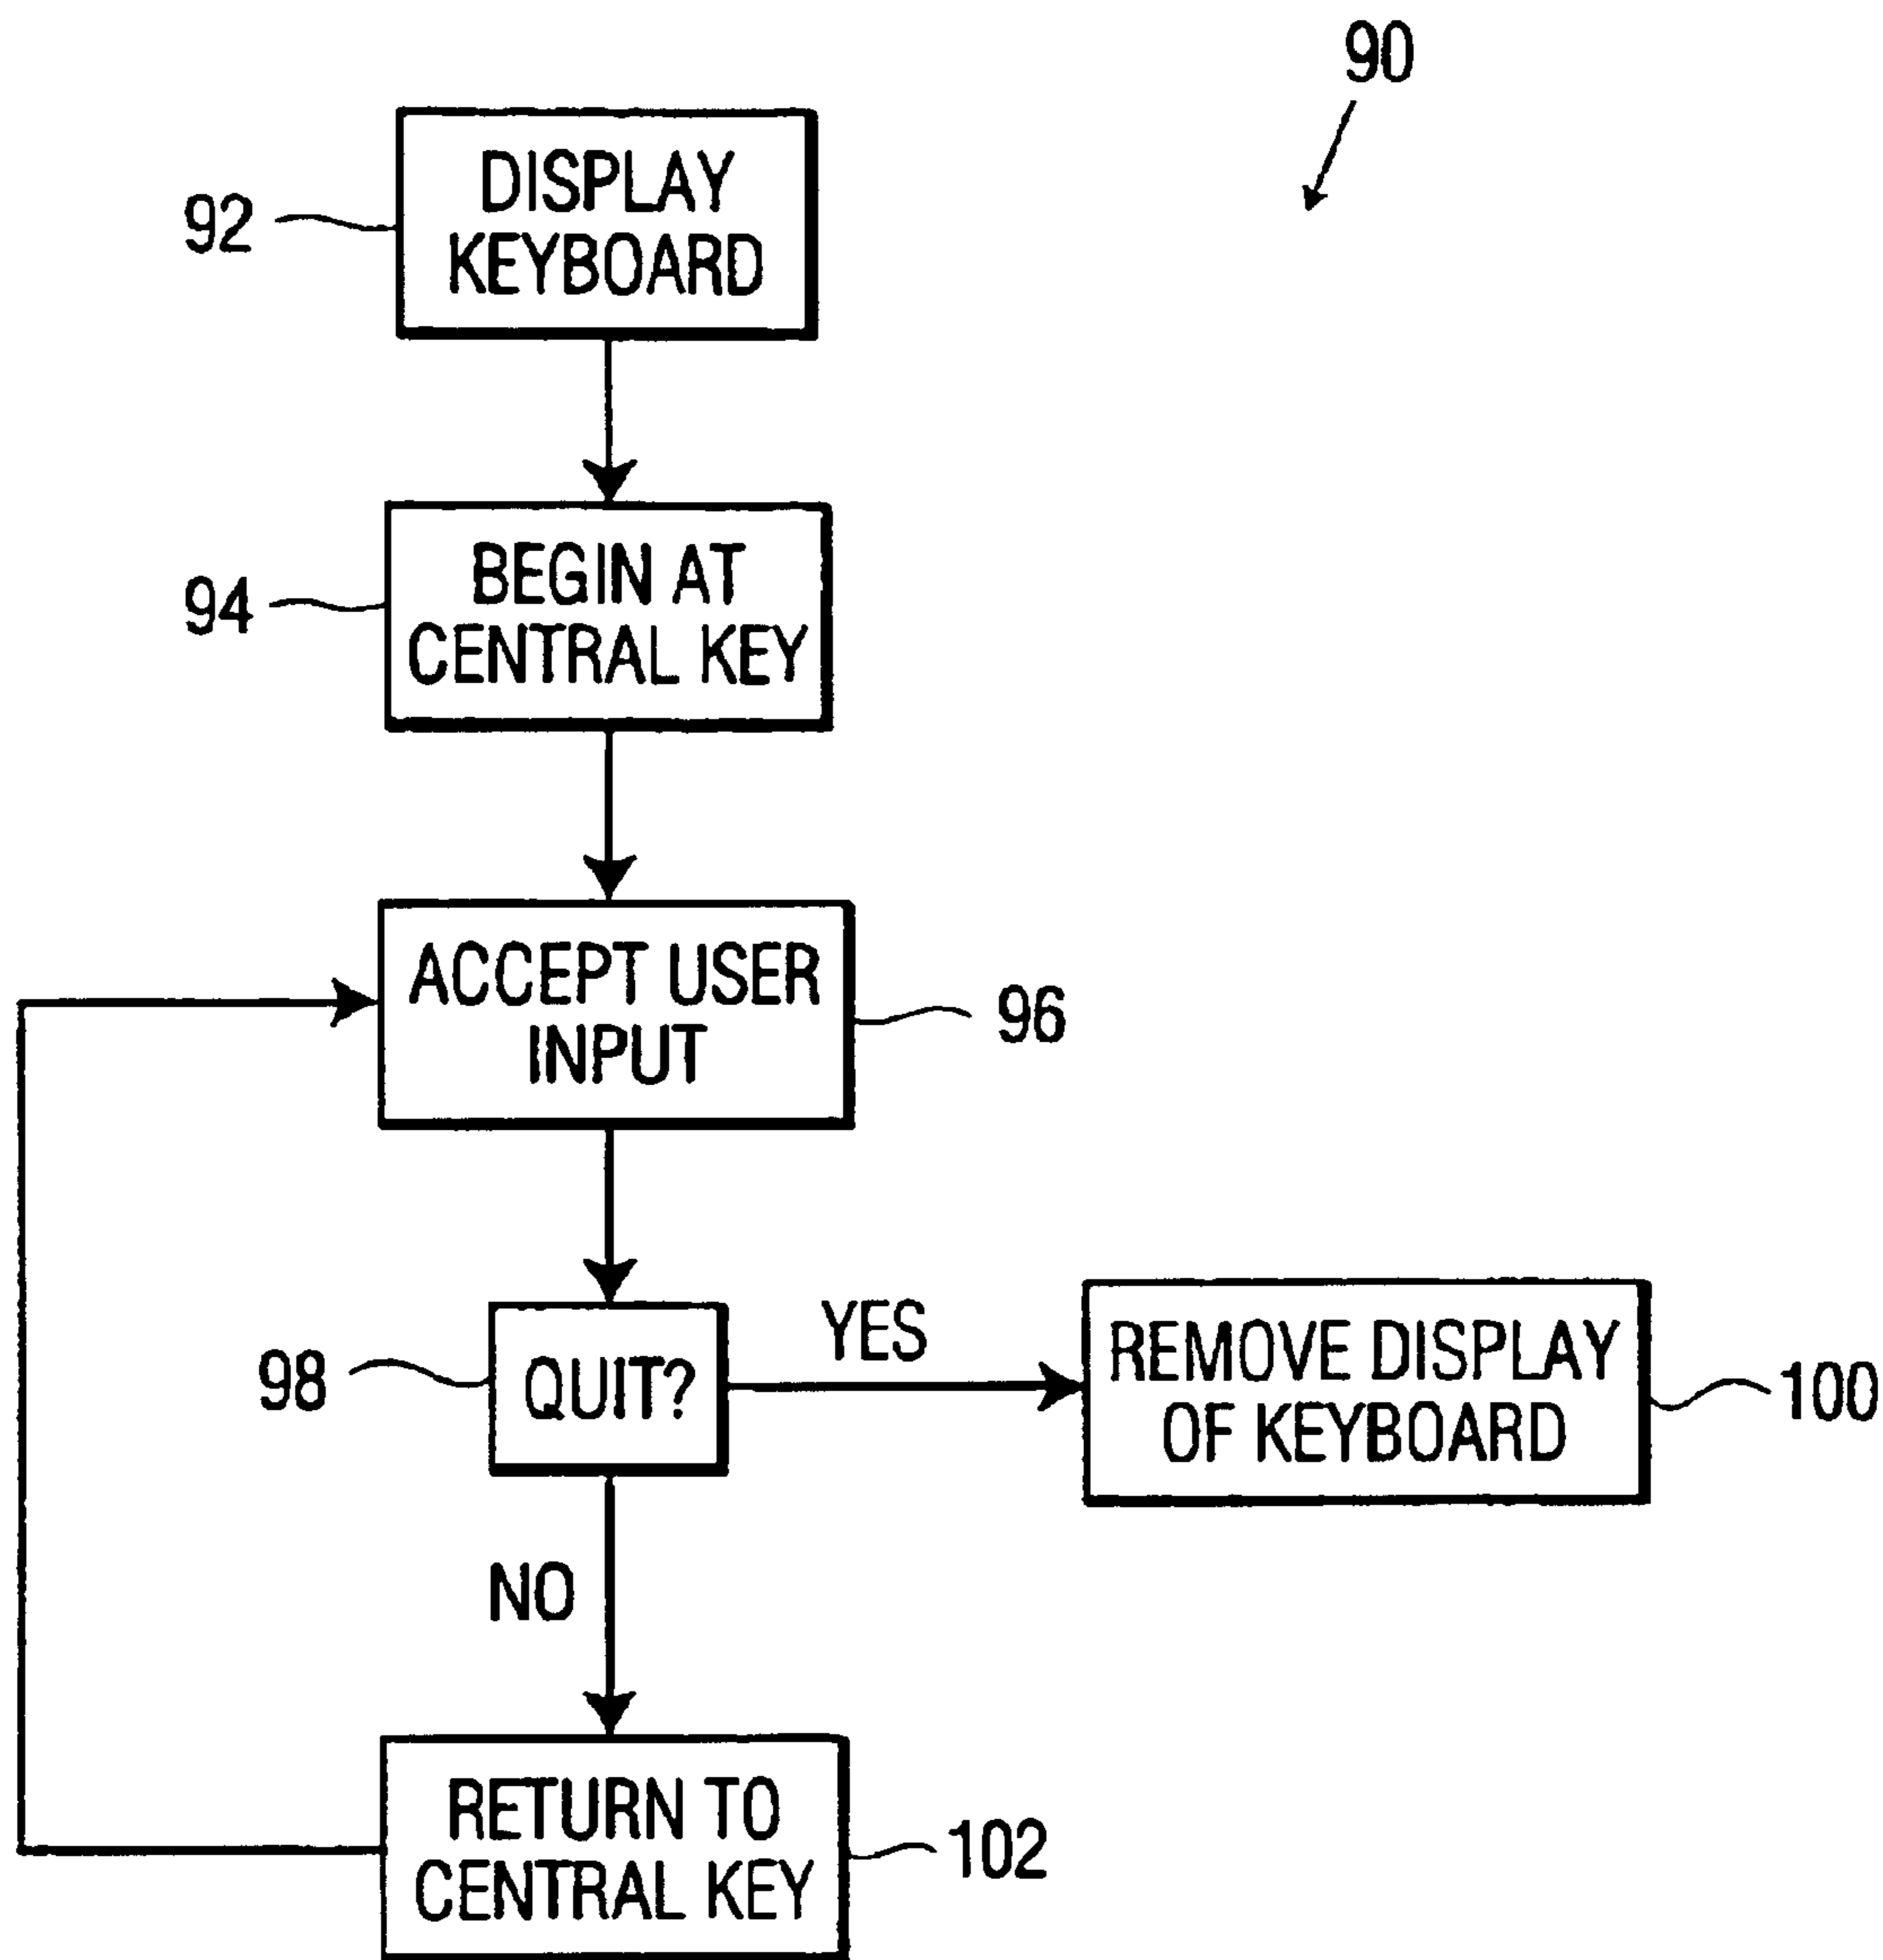 90
92
DISPLAY
KEYBOARD
94
BEGIN AT
CENTRAL KEY
ACCEPT USER
INPUT
96
98
QUIT?
YES
REMOVE DISPLAY
OF KEYBOARD
100
NO
RETURN TO
CENTRAL KEY
102